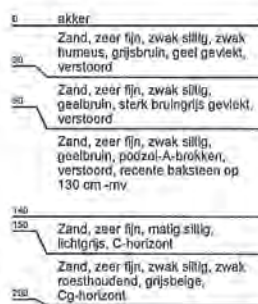 0 akker
Zand, zeer fijn, zwak siltig, zwak
humeus, grijsbruin, geel gevlekt,
30 verstoord
Zand, zeer fijn, zwak siltig,
geelbruin, sterk bruingrijs gevlekt,
verstoord
Zand, zeer fijn, zwak siltig,
geelbruin, podzol-A-brokken,
verstoord, recente baksteen op
130 cm -mv
140
150 Zand, zeer fijn, matig siltig,
lichtgrijs, C-horizont
Zand, zeer fijn, zwak siltig, zwak
roesthoudend, grijsbeige,
200 Cg-horizont